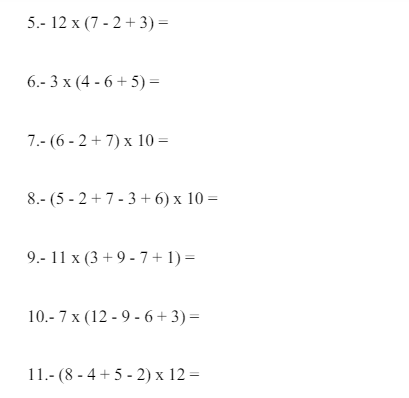 5.- 12 x (7 - 2 + 3) =
6.- 3 x (4 - 6 + 5) =
7.- (6 - 2 + 7) x 10 =
8.- (5 - 2 + 7 - 3 + 6) x 10 =
9.- 11 x (3 + 9 - 7 + 1) =
10.- 7 x (12 - 9 - 6 + 3) =
11.- (8 - 4 + 5 - 2) x 12 =